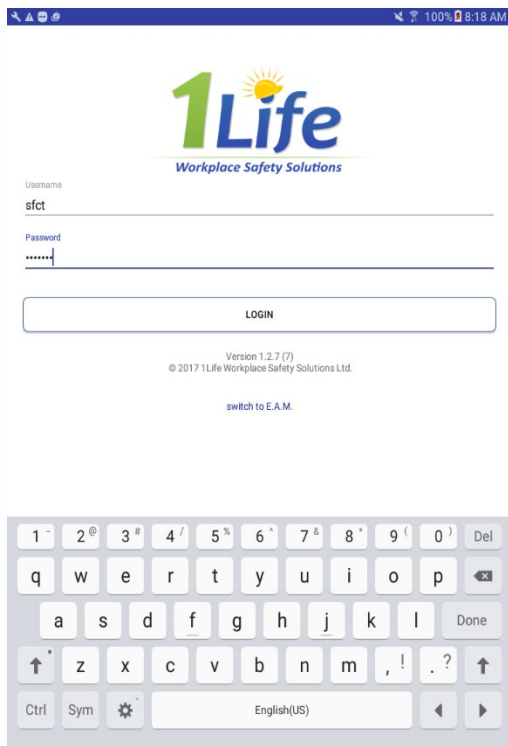 100% 8:18 AM
1Life
Workplace Safety Solutions
Username
sfct
Password
•••••••
LOGIN
Version 1.2.7 (7)
© 2017 1Life Workplace Safety Solutions Ltd.
switch to E.A.M.
1 - 2 @ 3 # 4 / 5 % 6 ^ 7 & 8 * 9 ( 0 ) Del
q w e r t y u i o p
a s d f g h j k l Done
z x c v b n m , ! . ?
Ctrl Sym English(US)